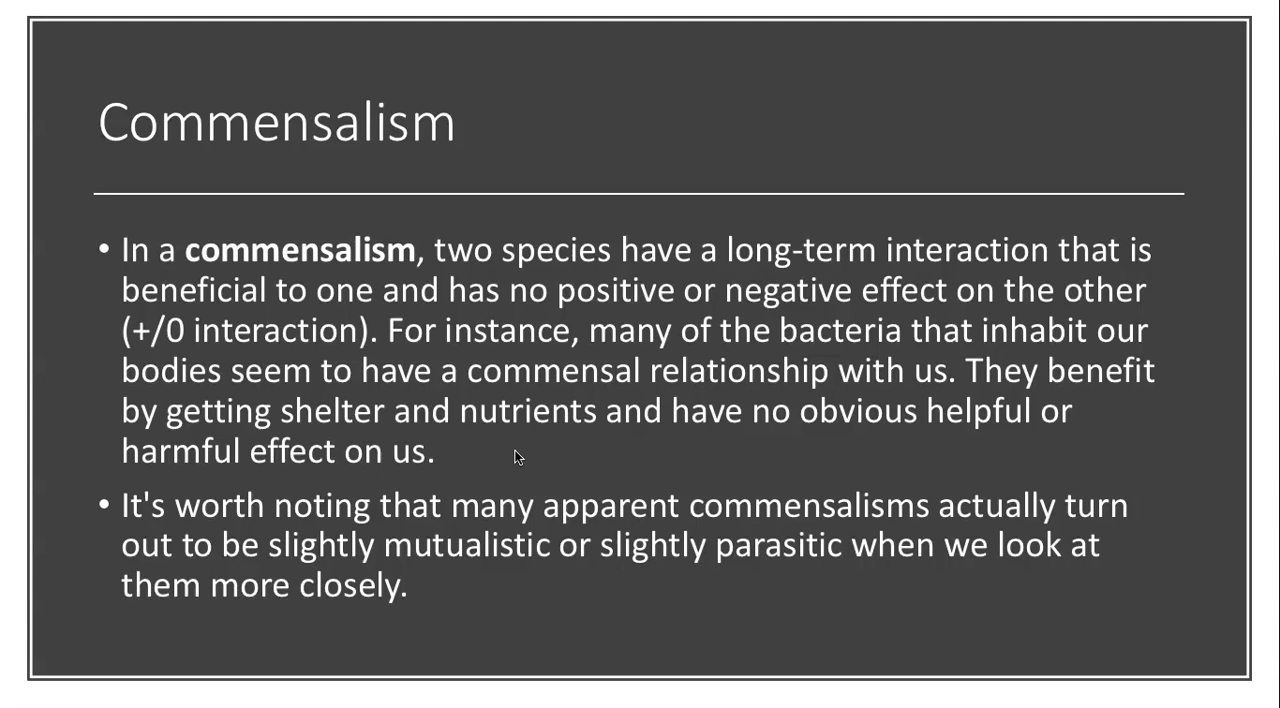 Commensalism
• In a commensalism, two species have a long-term interaction that is
beneficial to one and has no positive or negative effect on the other
(+/0 interaction). For instance, many of the bacteria that inhabit our
bodies seem to have a commensal relationship with us. They benefit
by getting shelter and nutrients and have no obvious helpful or
harmful effect on us.
• It's worth noting that many apparent commensalisms actually turn
out to be slightly mutualistic or slightly parasitic when we look at
them more closely.